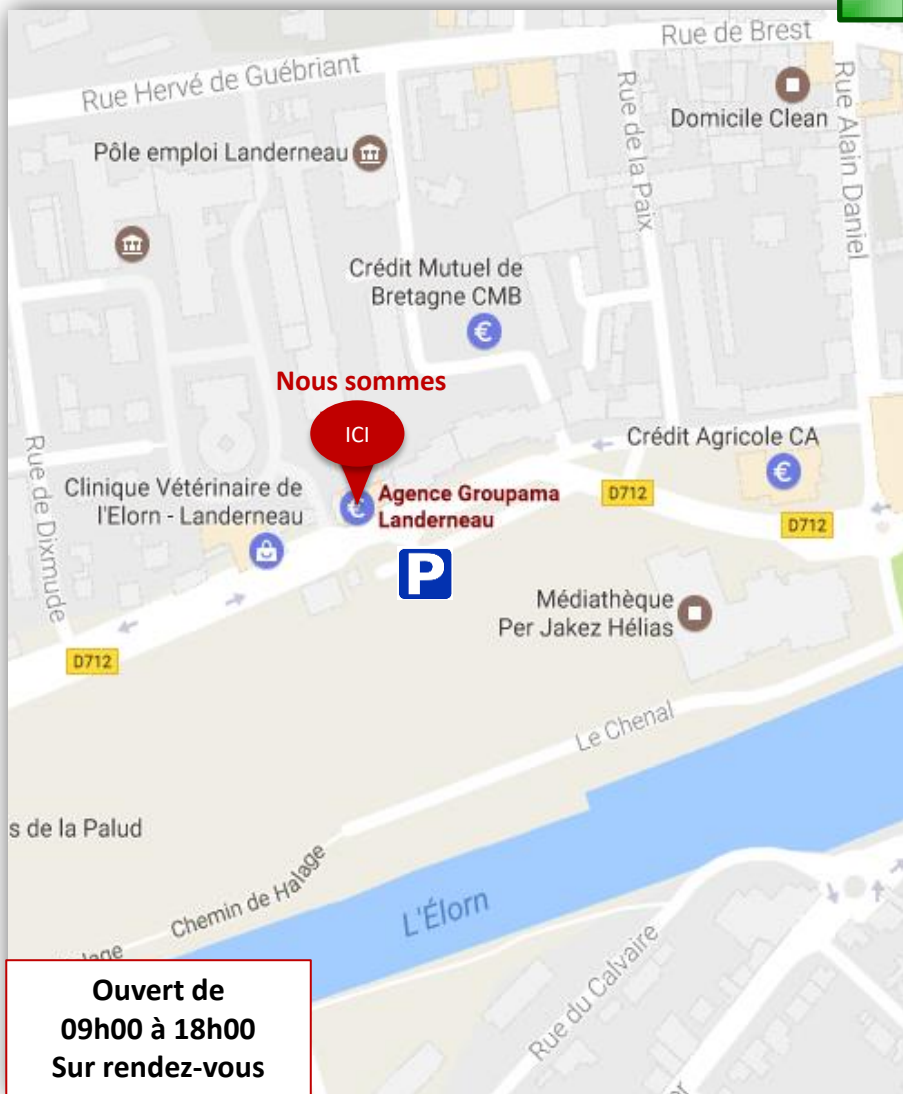 Rue de Brest
Rue Hervé de Guébriant
Rue de la Paix
Rue Alain Daniel
Domicile Clean
Pôle emploi Landerneau
Crédit Mutuel de
Bretagne CMB
€
Nous sommes
ICI
Crédit Agricole CA
€
Rue de Dixmude
Clinique Vétérinaire de
l'Elorn - Landerneau
€
Agence Groupama
Landerneau
D712
D712
P
Médiathèque
Per Jakez Hélias
D712
Le Chenal
s de la Palud
Chemin de Halage
L'Élorn
Rue du Calvaire
Ouvert de
09h00 à 18h00
Sur rendez-vous